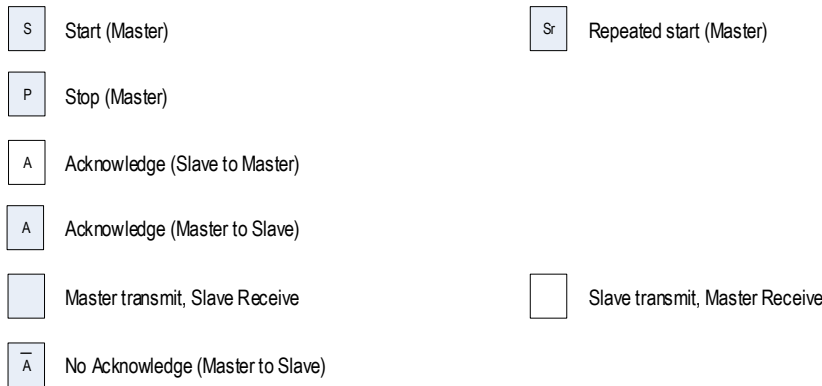 S Start (Master) Sr Repeated start (Master)
P Stop (Master)
A Acknowledge (Slave to Master)
A Acknowledge (Master to Slave)
Master transmit, Slave Receive Slave transmit, Master Receive
A̅ No Acknowledge (Master to Slave)